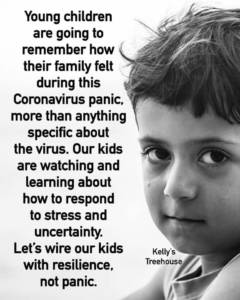 Young children
are going to
remember how
their family felt
during this
Coronavirus panic,
more than anything
specific about
the virus. Our kids
are watching and
learning about
how to respond
to stress and
uncertainty.
Let's wire our kids
with resilience,
not panic.
Kelly's
Treehouse